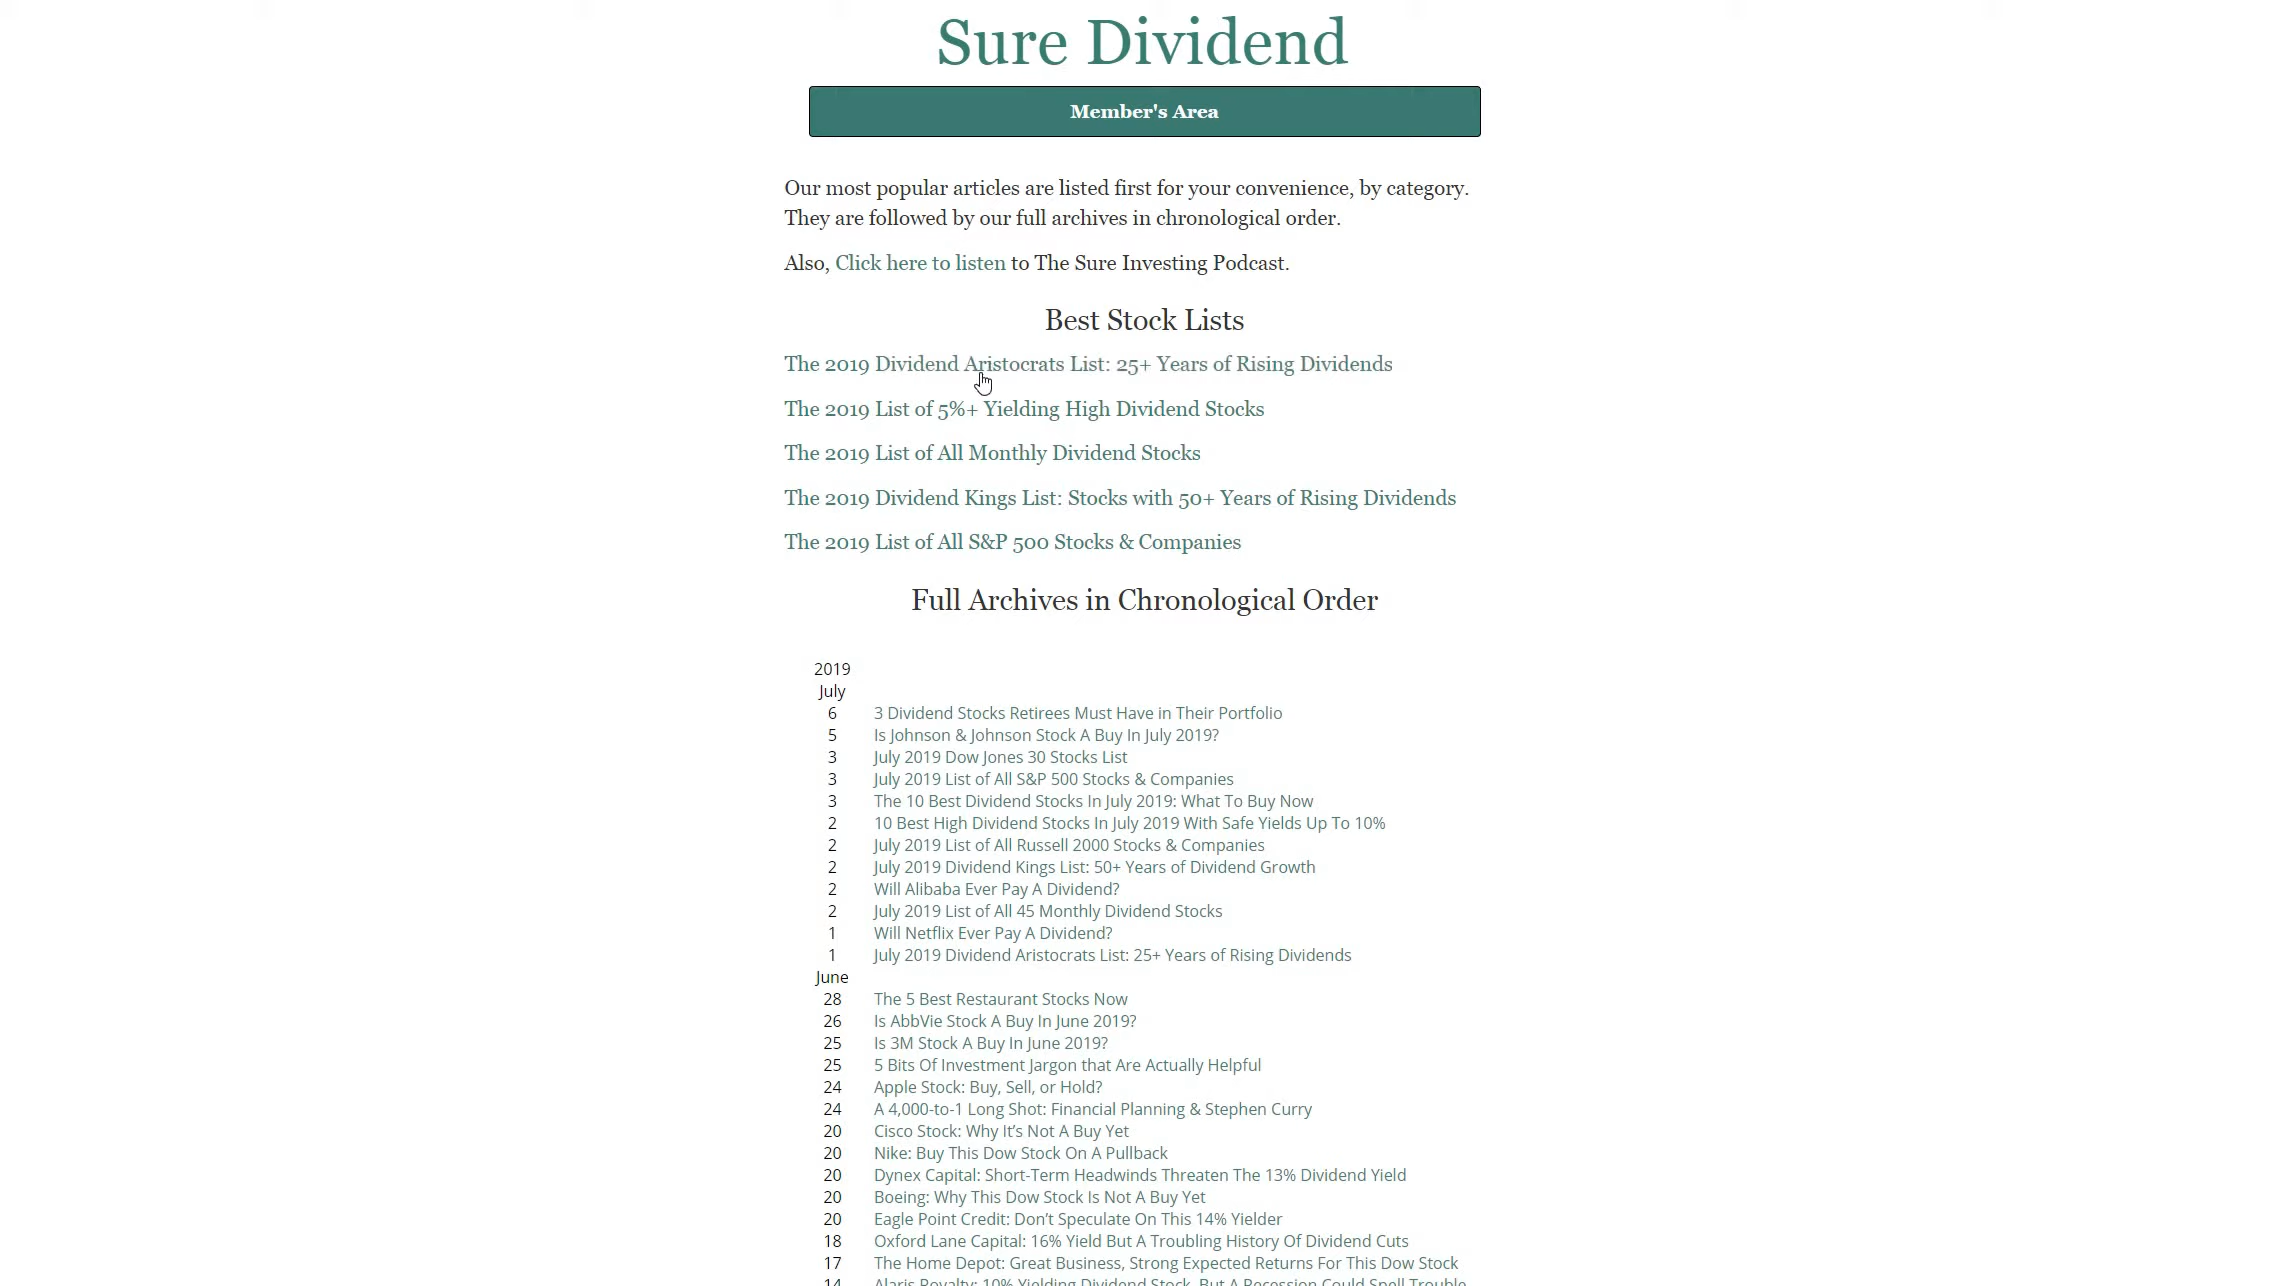 Sure Dividend
Member's Area
Our most popular articles are listed first for your convenience, by category.
They are followed by our full archives in chronological order.
Also, Click here to listen to The Sure Investing Podcast.
Best Stock Lists
The 2019 Dividend Aristocrats List: 25+ Years of Rising Dividends
The 2019 List of 5%+ Yielding High Dividend Stocks
The 2019 List of All Monthly Dividend Stocks
The 2019 Dividend Kings List: Stocks with 50+ Years of Rising Dividends
The 2019 List of All S&P 500 Stocks & Companies
Full Archives in Chronological Order
2019
July
6 3 Dividend Stocks Retirees Must Have in Their Portfolio
5 Is Johnson & Johnson Stock A Buy In July 2019?
3 July 2019 Dow Jones 30 Stocks List
3 July 2019 List of All S&P 500 Stocks & Companies
3 The 10 Best Dividend Stocks In July 2019: What To Buy Now
2 10 Best High Dividend Stocks In July 2019 With Safe Yields Up To 10%
2 July 2019 List of All Russell 2000 Stocks & Companies
2 July 2019 Dividend Kings List: 50+ Years of Dividend Growth
2 Will Alibaba Ever Pay A Dividend?
2 July 2019 List of All 45 Monthly Dividend Stocks
1 Will Netflix Ever Pay A Dividend?
1 July 2019 Dividend Aristocrats List: 25+ Years of Rising Dividends
June
28 The 5 Best Restaurant Stocks Now
26 Is AbbVie Stock A Buy In June 2019?
25 Is 3M Stock A Buy In June 2019?
25 5 Bits Of Investment Jargon that Are Actually Helpful
24 Apple Stock: Buy, Sell, or Hold?
24 A 4,000-to-1 Long Shot: Financial Planning & Stephen Curry
20 Cisco Stock: Why It’s Not A Buy Yet
20 Nike: Buy This Dow Stock On A Pullback
20 Dynex Capital: Short-Term Headwinds Threaten The 13% Dividend Yield
20 Boeing: Why This Dow Stock Is Not A Buy Yet
20 Eagle Point Credit: Don’t Speculate On This 14% Yielder
18 Oxford Lane Capital: 16% Yield But A Troubling History Of Dividend Cuts
17 The Home Depot: Great Business, Strong Expected Returns For This Dow Stock
14 Alaris Royalty: 10% Yielding Dividend Stock, But A Recession Could Spell Trouble